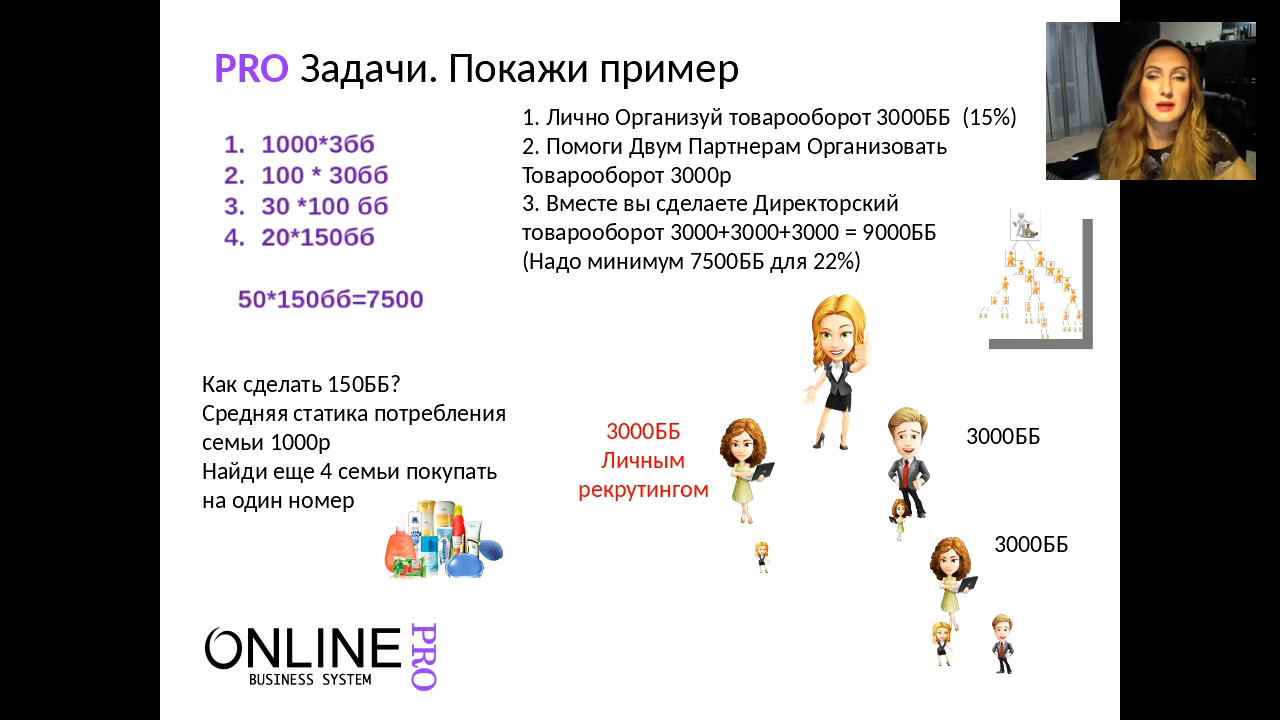 PRO Задачи. Покажи пример
1. 1000*3бб
2. 100 * 30бб
3. 30 *100 бб
4. 20*150бб
50*150бб=7500
1. Лично Организуй товарооборот 3000ББ (15%)
2. Помоги Двум Партнерам Организовать
Товарооборот 3000р
3. Вместе вы сделаете Директорский
товарооборот 3000+3000+3000 = 9000ББ
(Надо минимум 7500ББ для 22%)
Как сделать 150ББ?
Средняя статика потребления
семьи 1000р
Найди еще 4 семьи покупать
на один номер
3000ББ
Личным
рекрутингом
3000ББ
3000ББ
ONLINE PRO
BUSINESS SYSTEM